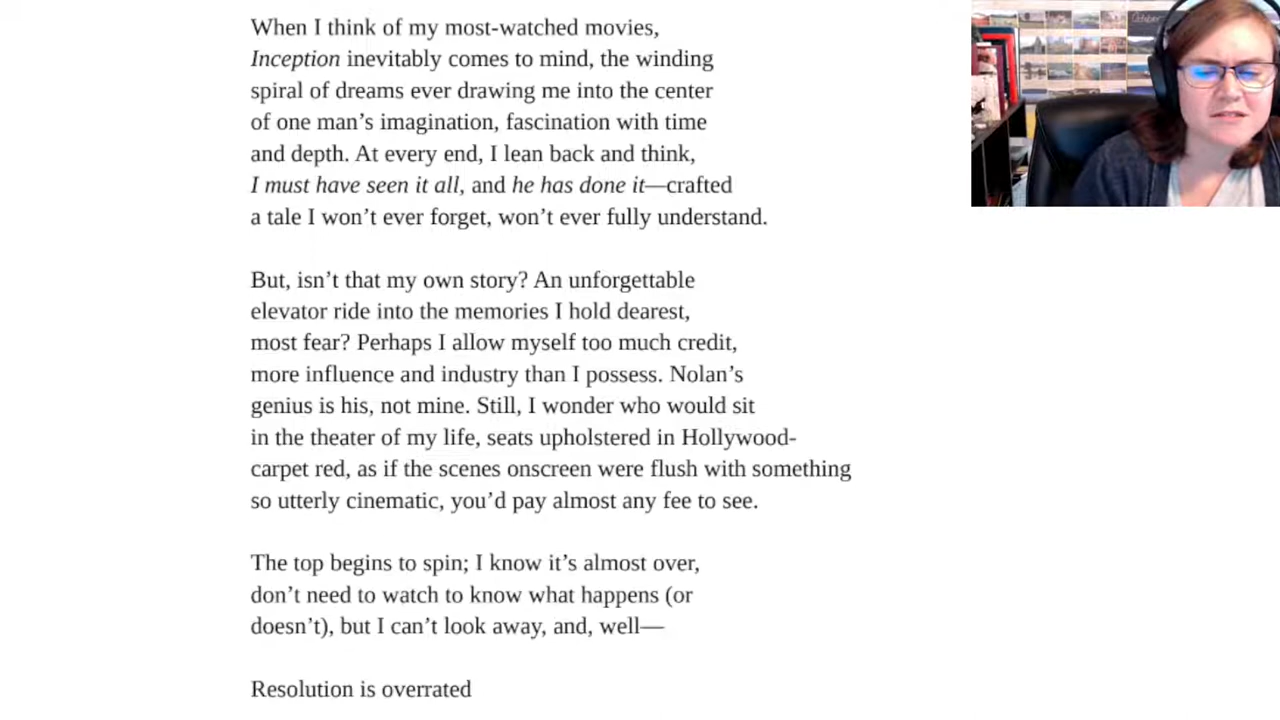 When I think of my most-watched movies,
Inception inevitably comes to mind, the winding
spiral of dreams ever drawing me into the center
of one man’s imagination, fascination with time
and depth. At every end, I lean back and think,
I must have seen it all, and he has done it—crafted
a tale I won’t ever forget, won’t ever fully understand.
But, isn’t that my own story? An unforgettable
elevator ride into the memories I hold dearest,
most fear? Perhaps I allow myself too much credit,
more influence and industry than I possess. Nolan’s
genius is his, not mine. Still, I wonder who would sit
in the theater of my life, seats upholstered in Hollywood-
carpet red, as if the scenes onscreen were flush with something
so utterly cinematic, you’d pay almost any fee to see.
The top begins to spin; I know it’s almost over,
don’t need to watch to know what happens (or
doesn’t), but I can’t look away, and, well—
Resolution is overrated
October